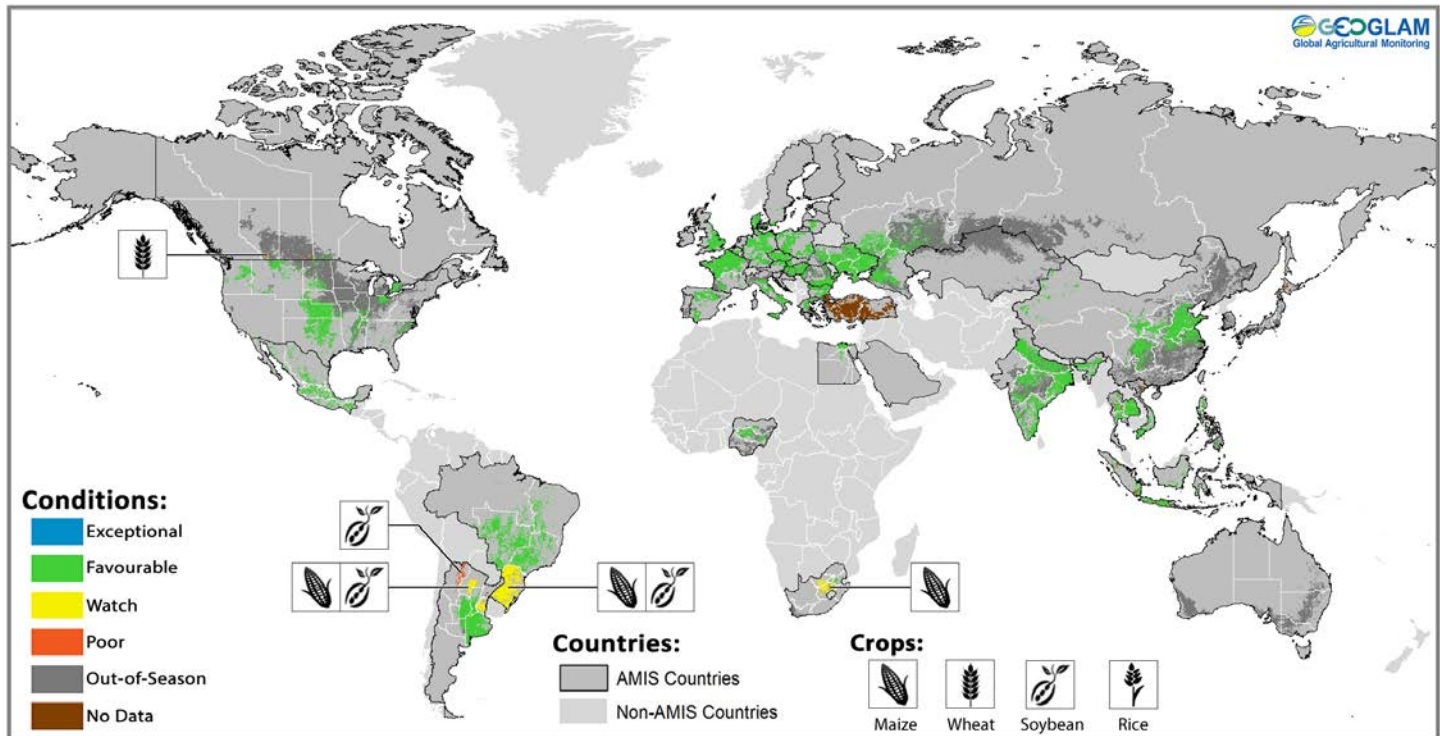 GEOGLAM
Global Agricultural Monitoring
Conditions:
Exceptional
Favourable
Watch
Poor
Out-of-Season
No Data
Countries:
AMIS Countries
Non-AMIS Countries
Crops:
Maize
Wheat
Soybean
Rice